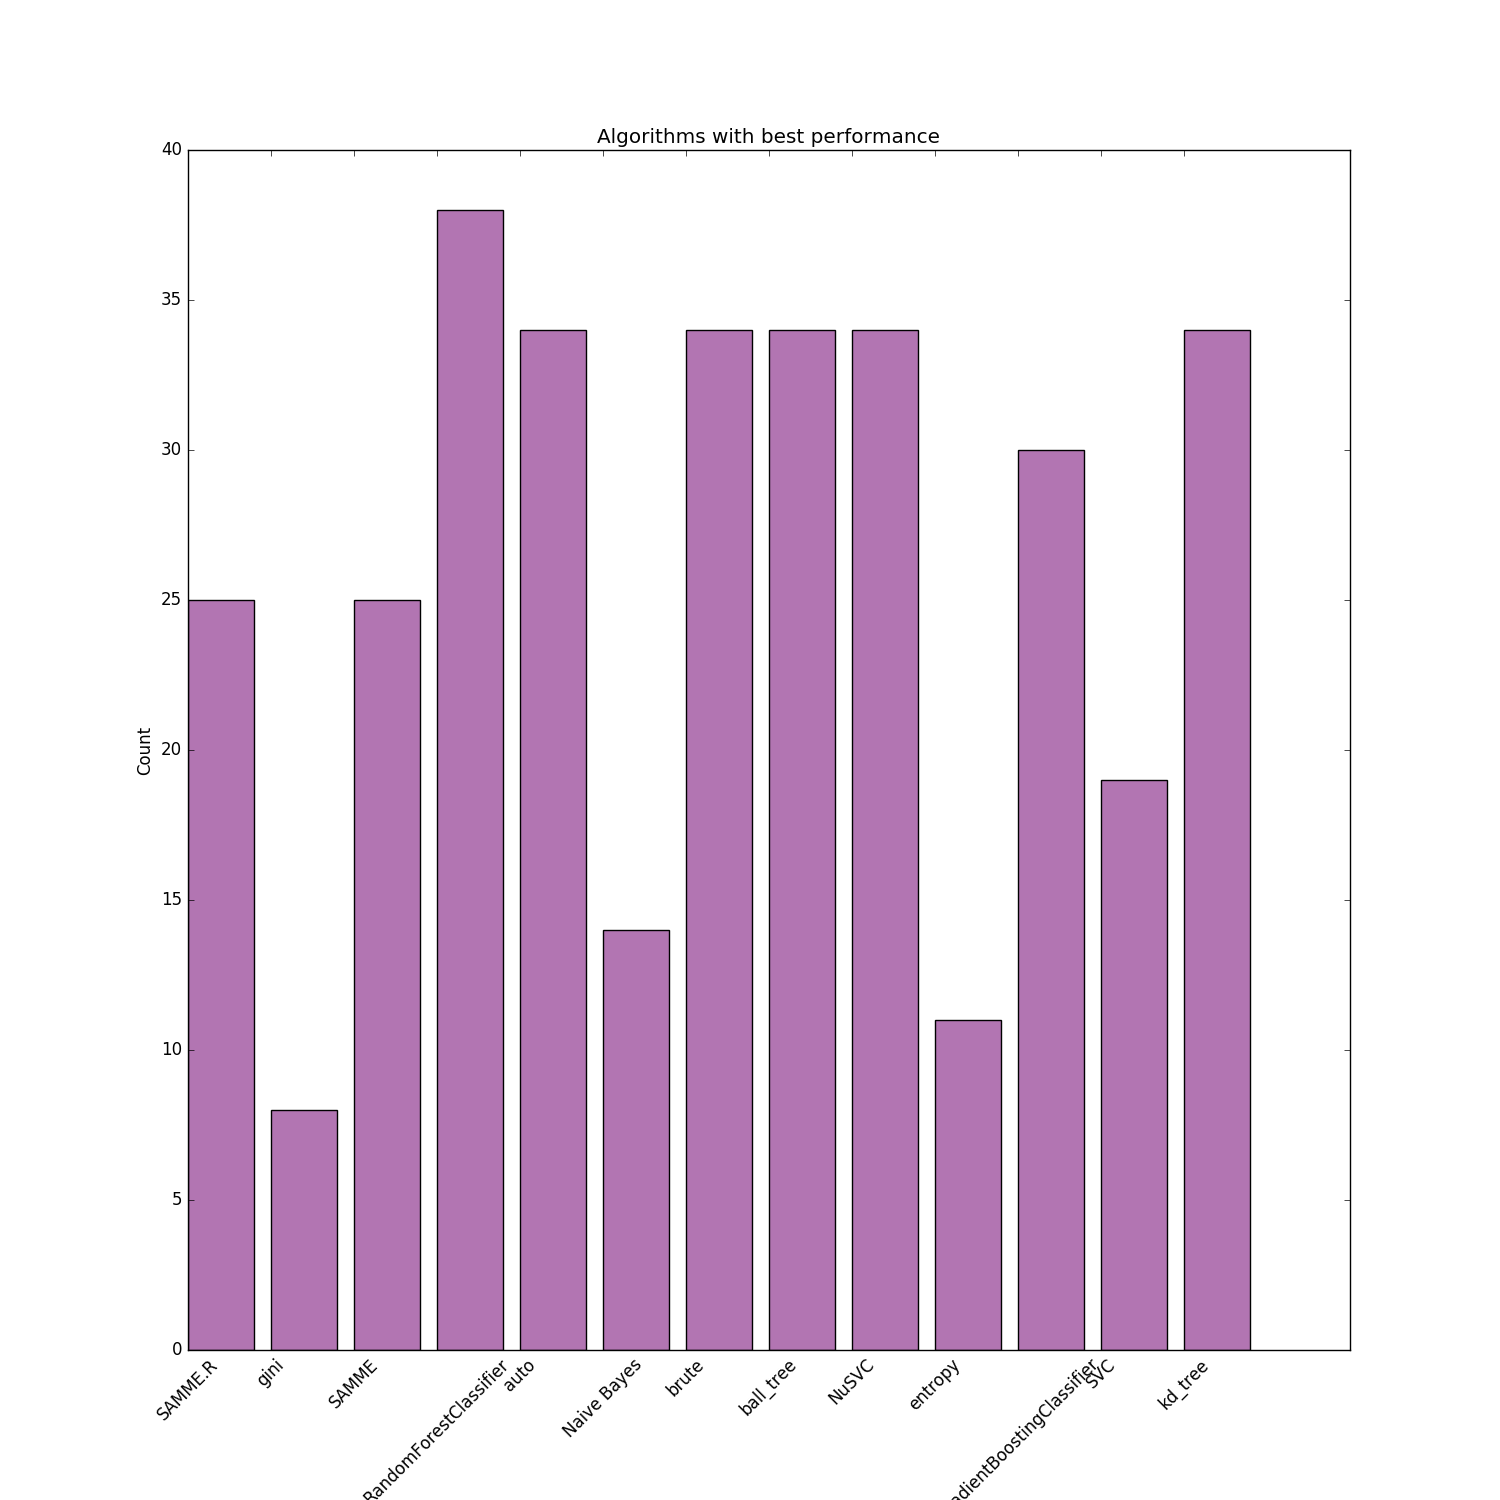 Algorithms with best performance
40
35
30
25
20
15
10
5
0
Count
SAMME.R
gini
SAMME
RandomForestClassifier
auto
Naive Bayes
brute
ball_tree
NuSVC
entropy
adientBoostingClassifier
SVC
kd_tree